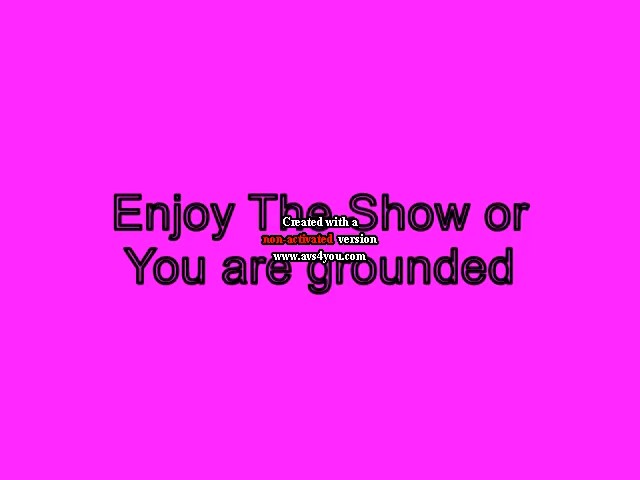 Enjoy The Show or
Created with a
non-activated version
www.avs4you.com
You are grounded